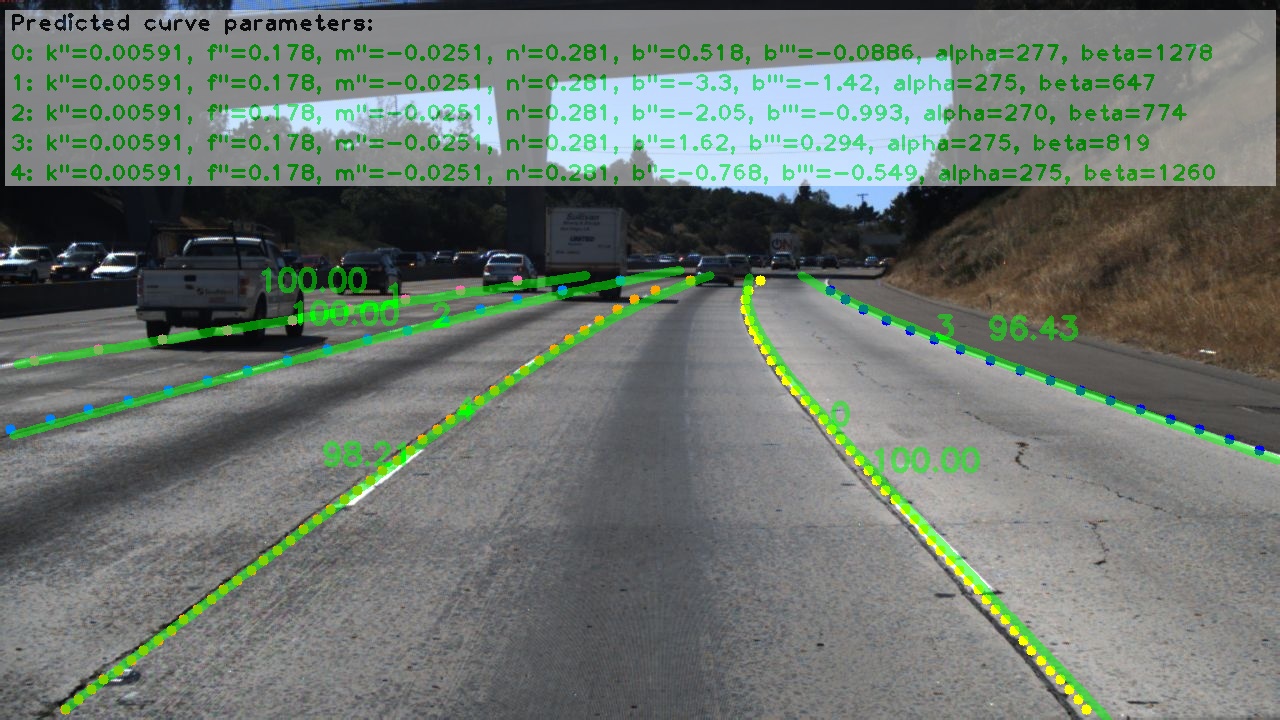 Predicted curve parameters:
0: k''=0.00591, f''=0.178, m''=-0.0251, n'=0.281, b''=0.518, b'''=-0.0886, alpha=277, beta=1278
1: k''=0.00591, f''=0.178, m''=-0.0251, n'=0.281, b''=-3.3, b'''=-1.42, alpha=275, beta=647
2: k''=0.00591, f''=0.178, m''=-0.0251, n'=0.281, b''=-2.05, b'''=-0.993, alpha=270, beta=774
3: k''=0.00591, f''=0.178, m''=-0.0251, n'=0.281, b''=1.62, b'''=0.294, alpha=275, beta=819
4: k''=0.00591, f''=0.178, m''=-0.0251, n'=0.281, b''=-0.768, b'''=-0.549, alpha=275, beta=1260
Sullivan
UNITED
ON
100.00
1
100.00
2
3 96.43
0
98.21
100.00